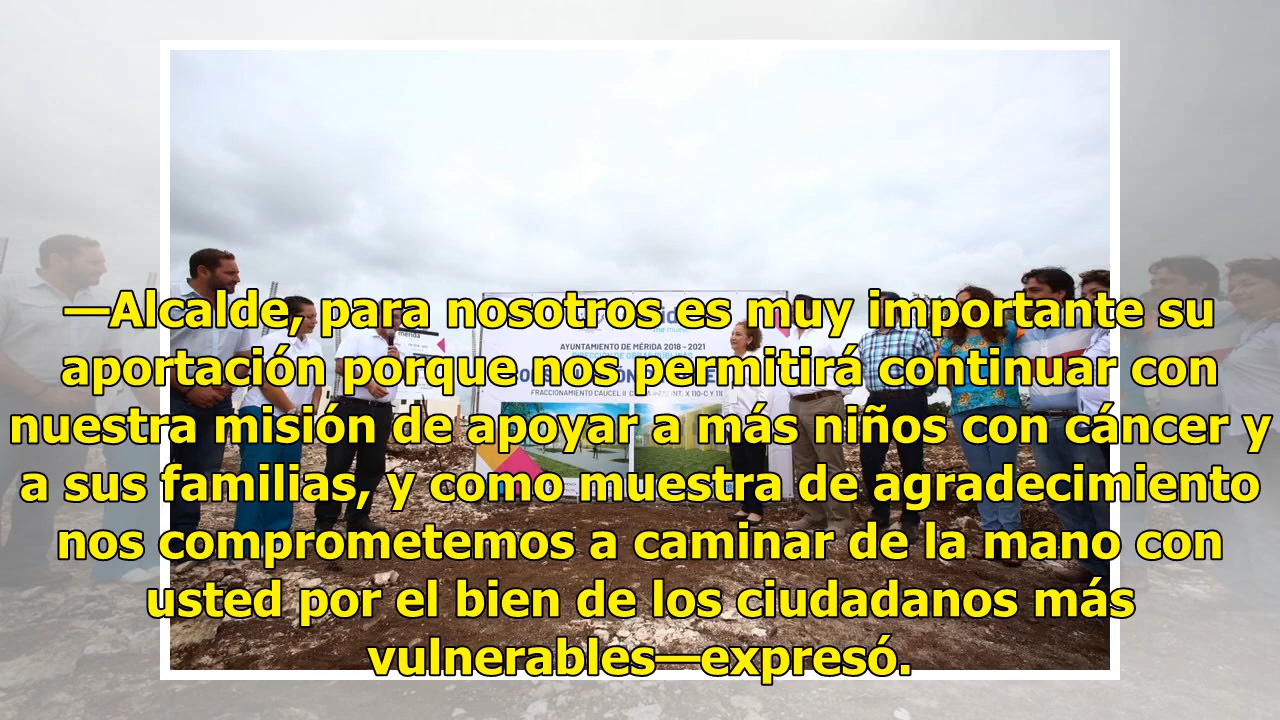 —Alcalde, para nosotros es muy importante su
aportación porque nos permitirá continuar con
nuestra misión de apoyar a más niños con cáncer y
a sus familias, y como muestra de agradecimiento
nos comprometemos a caminar de la mano con
usted por el bien de los ciudadanos más
vulnerables—expresó.
AYUNTAMIENTO DE MÉRIDA 2018 - 2021
FRACCIONAMIENTO CAUCEL II